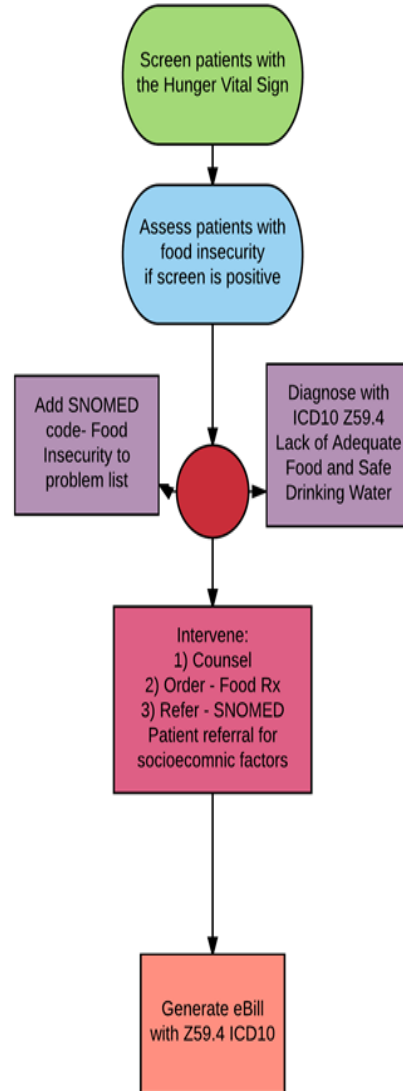 Screen patients with
the Hunger Vital Sign
Assess patients with
food insecurity
if screen is positive
Add SNOMED
code- Food
Insecurity to
problem list
Diagnose with
ICD10 Z59.4
Lack of Adequate
Food and Safe
Drinking Water
Intervene:
1) Counsel
2) Order - Food Rx
3) Refer - SNOMED
Patient referral for
socioecomnic factors
Generate eBill
with Z59.4 ICD10